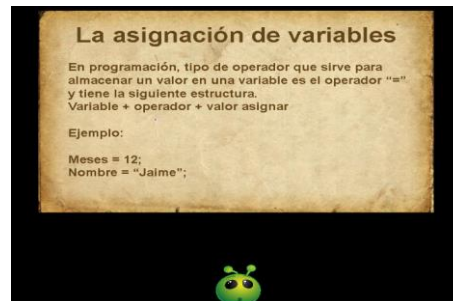 La asignación de variables
En programación, tipo de operador que sirve para
almacenar un valor en una variable es el operador “=”
y tiene la siguiente estructura.
Variable + operador + valor asignar
Ejemplo:
Meses = 12;
Nombre = “Jaime”;